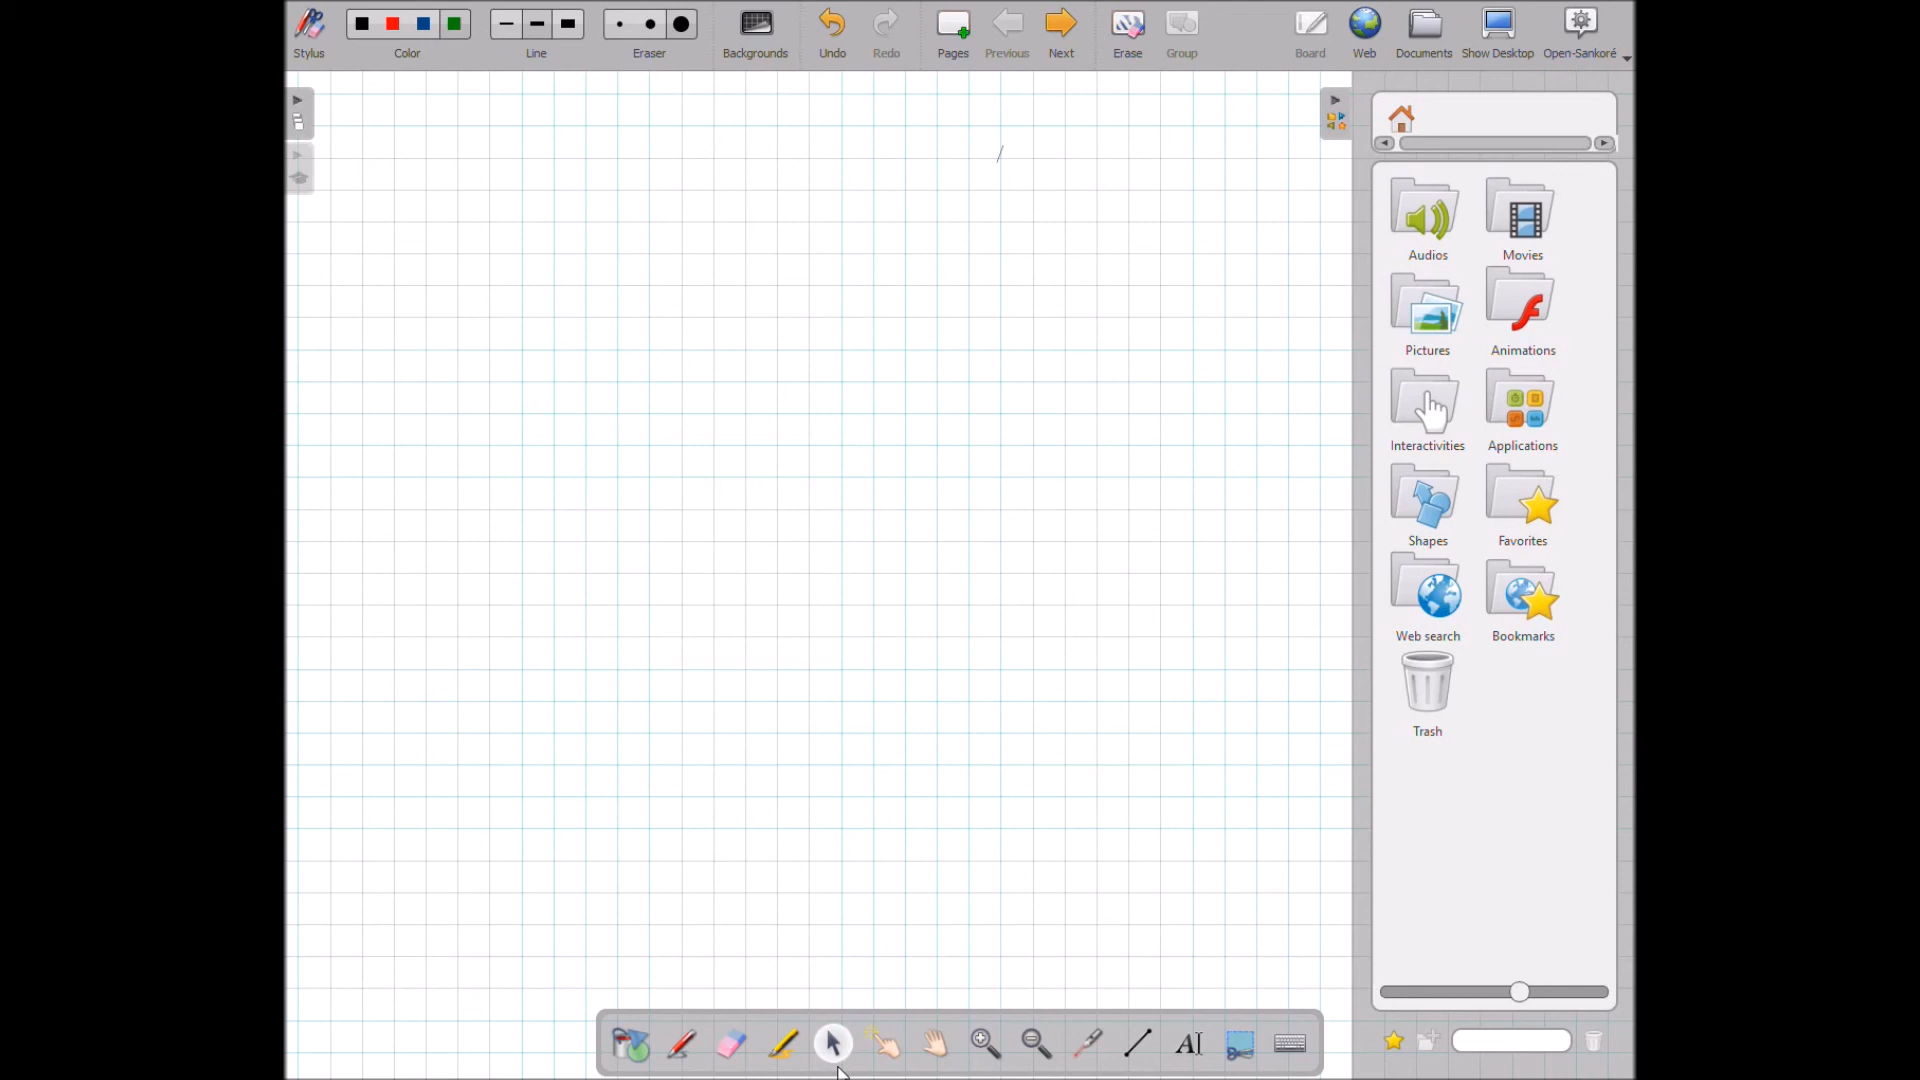 Stylus Color Line Eraser Backgrounds Undo Redo Pages Previous Next Erase Group Board Web Documents Show Desktop Open-Sankoré
Audios Movies
Pictures Animations
Interactivities Applications
Shapes Favorites
Web search Bookmarks
Trash
AI